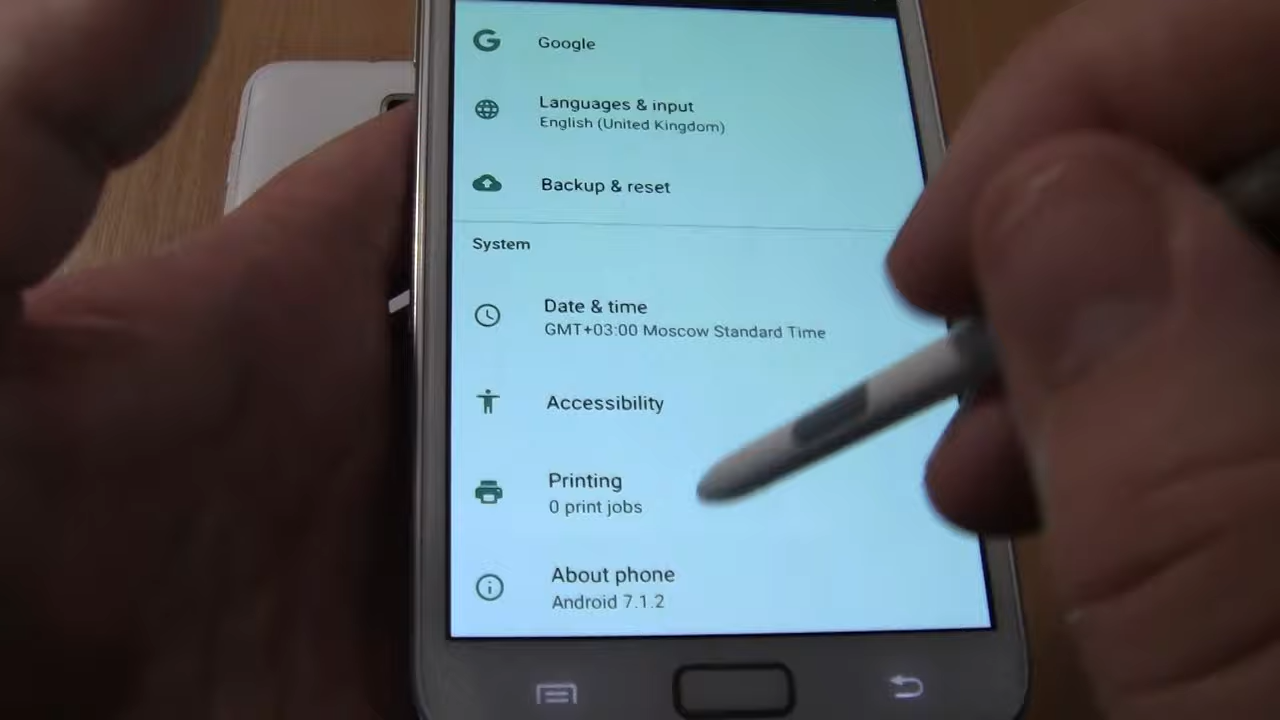 Google
Languages & input
English (United Kingdom)
Backup & reset
System
Date & time
GMT+03:00 Moscow Standard Time
Accessibility
Printing
0 print jobs
About phone
Android 7.1.2